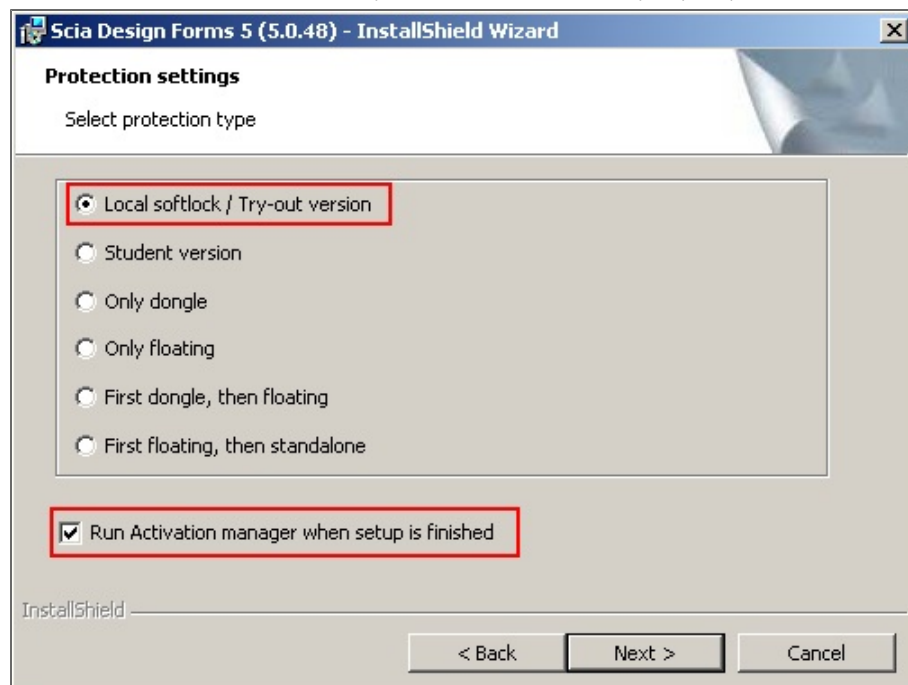 Scia Design Forms 5 (5.0.48) - InstallShield Wizard
Protection settings
Select protection type
Local softlock / Try-out version
Student version
Only dongle
Only floating
First dongle, then floating
First floating, then standalone
Run Activation manager when setup is finished
InstallShield
< Back
Next >
Cancel